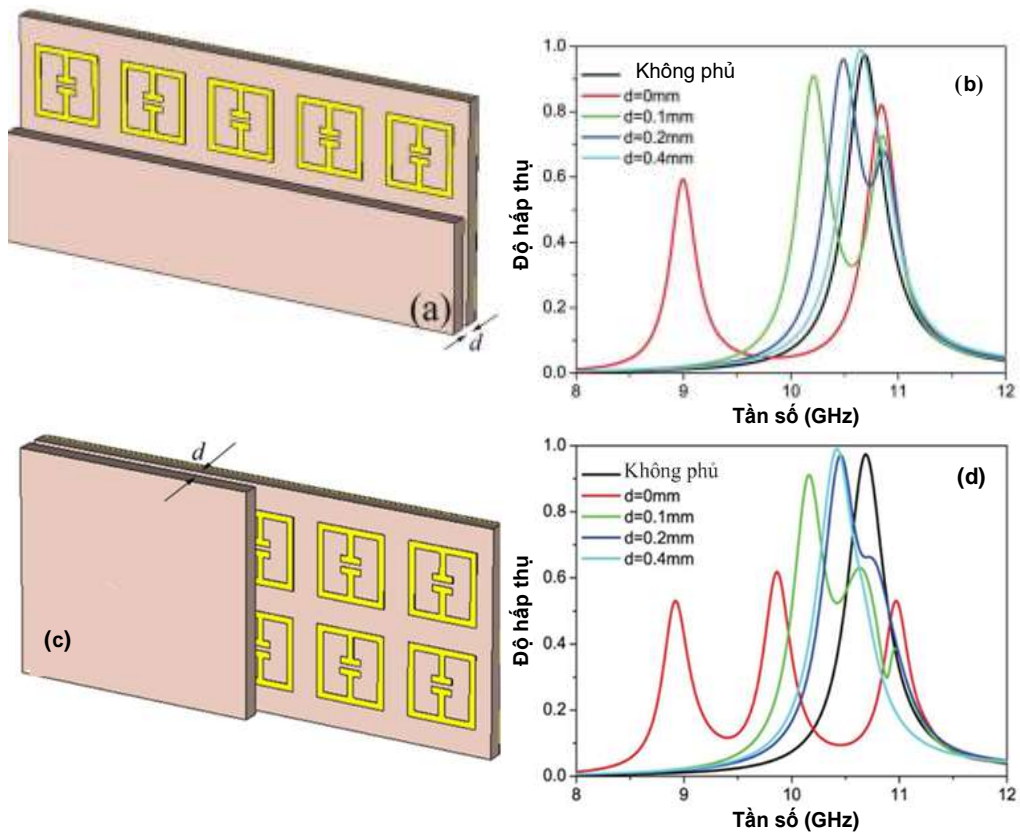 (a)
d
(b)
Không phủ
d=0mm
d=0.1mm
d=0.2mm
d=0.4mm
Độ hấp thụ
1.0
0.8
0.6
0.4
0.2
0.0
8 9 10 11 12
Tần số (GHz)
(c)
d
(d)
Không phủ
d=0mm
d=0.1mm
d=0.2mm
d=0.4mm
Độ hấp thụ
1.0
0.8
0.6
0.4
0.2
0.0
8 9 10 11 12
Tần số (GHz)